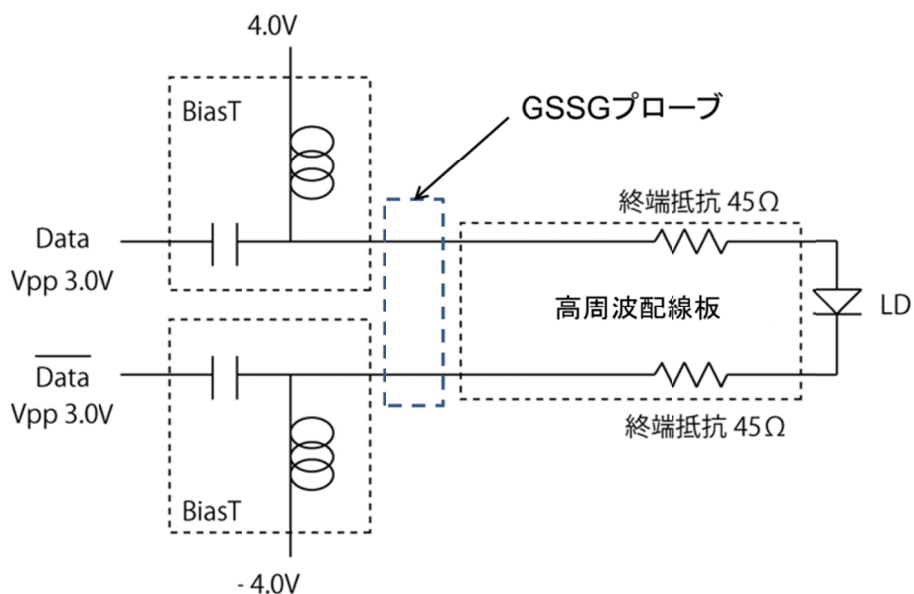 4.0V
BiasT
GSSGプローブ
終端抵抗 45Ω
Data
Vpp 3.0V
高周波配線板
LD
Data
Vpp 3.0V
終端抵抗 45Ω
BiasT
- 4.0V